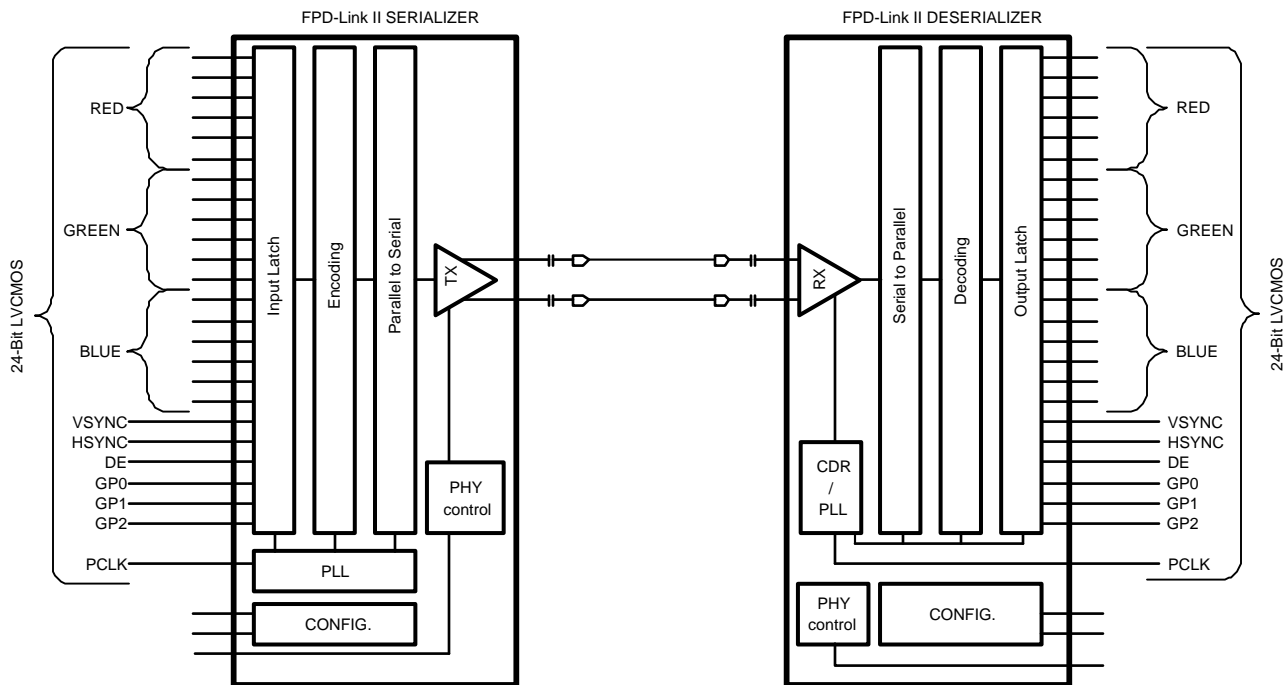 FPD-Link II SERIALIZER
24-Bit LVCMOS
RED
GREEN
BLUE
VSYNC
HSYNC
DE
GP0
GP1
GP2
PCLK
Input Latch
Encoding
Parallel to Serial
TX
PHY
control
PLL
CONFIG.
FPD-Link II DESERIALIZER
RX
CDR
/
PLL
Serial to Parallel
Decoding
Output Latch
PHY
control
CONFIG.
RED
GREEN
BLUE
VSYNC
HSYNC
DE
GP0
GP1
GP2
PCLK
24-Bit LVCMOS